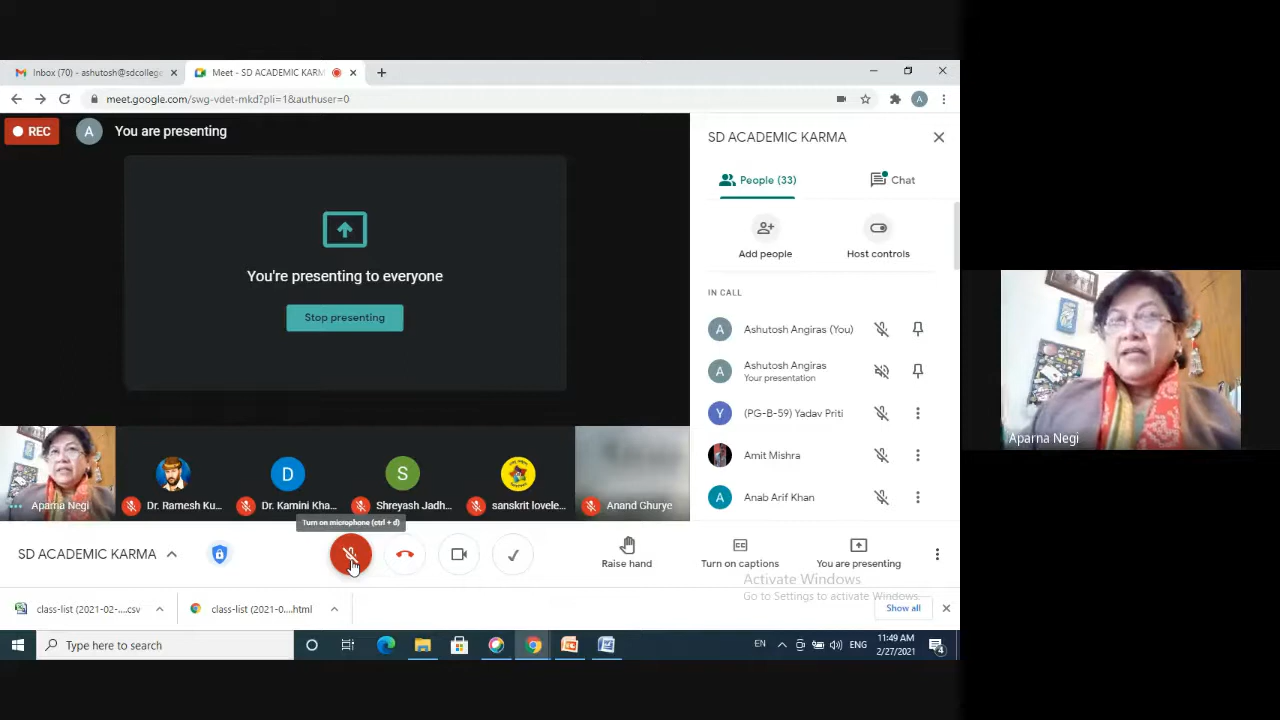 Inbox (70) - ashutosh@sdcolleg
Meet - SD ACADEMIC KARM
meet.google.com/swg-vdet-mkd?pli=1&authuser=0
A
REC
A
You are presenting
You're presenting to everyone
Stop presenting
SD ACADEMIC KARMA
People (33)
Chat
Add people
Host controls
IN CALL
A
Ashutosh Angiras (You)
A
Ashutosh Angiras
Your presentation
Y
(PG-B-59) Yadav Priti
Amit Mishra
A
Anab Arif Khan
Aparna Negi
Dr. Ramesh Ku...
D
Dr. Kamini Kha...
S
Shreyash Jadh...
sanskrit lovele...
Anand Ghurye
Aparna Negi
Turn on microphone (ctrl + d)
SD ACADEMIC KARMA
Raise hand
Turn on captions
You are presenting
Activate Windows
Go to Settings to activate Windows.
class-list (2021-02-....csv
class-list (2021-0....html
Show all
Type here to search
EN
ENG
11:49 AM
2/27/2021
4